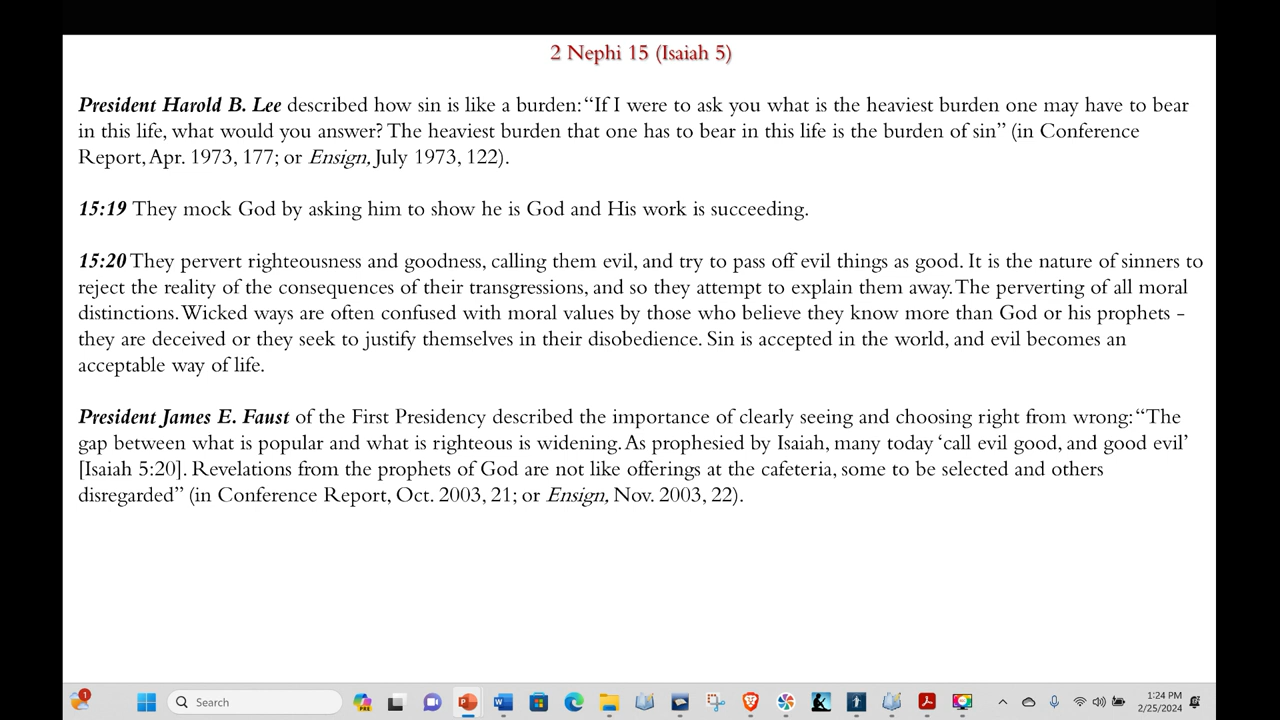 2 Nephi 15 (Isaiah 5)
President Harold B. Lee described how sin is like a burden: “If I were to ask you what is the heaviest burden one may have to bear
in this life, what would you answer? The heaviest burden that one has to bear in this life is the burden of sin” (in Conference
Report, Apr. 1973, 177; or Ensign, July 1973, 122).
15:19 They mock God by asking him to show he is God and His work is succeeding.
15:20 They pervert righteousness and goodness, calling them evil, and try to pass off evil things as good. It is the nature of sinners to
reject the reality of the consequences of their transgressions, and so they attempt to explain them away. The perverting of all moral
distinctions. Wicked ways are often confused with moral values by those who believe they know more than God or his prophets -
they are deceived or they seek to justify themselves in their disobedience. Sin is accepted in the world, and evil becomes an
acceptable way of life.
President James E. Faust of the First Presidency described the importance of clearly seeing and choosing right from wrong: “The
gap between what is popular and what is righteous is widening. As prophesied by Isaiah, many today ‘call evil good, and good evil’
[Isaiah 5:20]. Revelations from the prophets of God are not like offerings at the cafeteria, some to be selected and others
disregarded” (in Conference Report, Oct. 2003, 21; or Ensign, Nov. 2003, 22).
1
Search
PRE
1:24 PM
2/25/2024